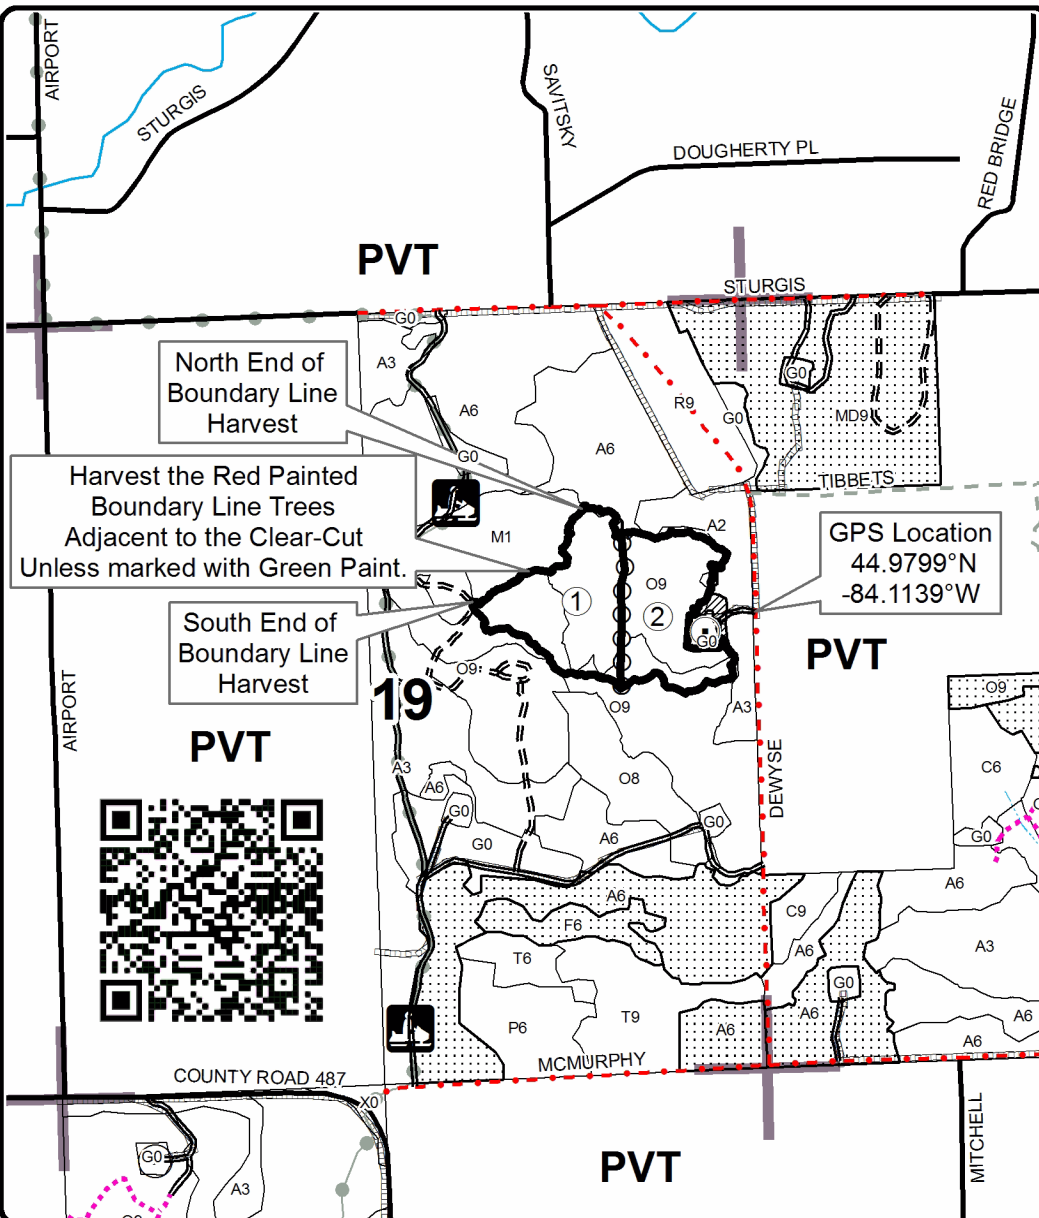 AIRPORT
STURGIS
SAVITSKY
DOUGHERTY PL
RED BRIDGE
PVT
STURGIS
G0
A3
North End of
Boundary Line
Harvest
A6
A6
R9
G0
G0
MD9
G0
TIBBETS
Harvest the Red Painted
Boundary Line Trees
Adjacent to the Clear-Cut
Unless marked with Green Paint.
M1
A2
GPS Location
44.9799°N
-84.1139°W
O9
1
2
G0
South End of
Boundary Line
Harvest
O9
19
O9
A3
PVT
AIRPORT
PVT
O9
DEWYSE
A3
A6
O8
C6
G0
G0
G0
A6
G0
A6
A6
F6
C9
A6
A3
T6
G0
P6
T9
A6
A6
A6
A6
MCMURPHY
COUNTY ROAD 487
X0
MITCHELL
G0
A3
PVT